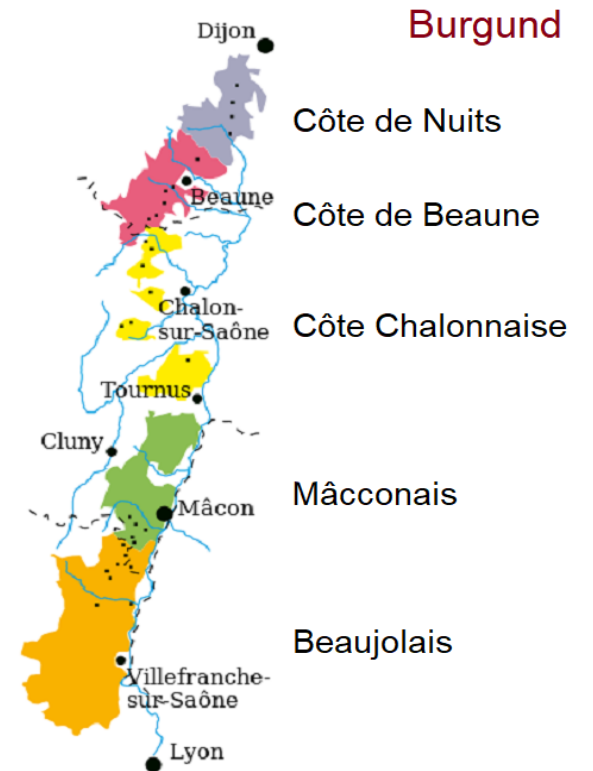 Burgund
Dijon
Côte de Nuits
Beaune
Côte de Beaune
Chalon-
sur-Saône
Côte Chalonnaise
Tournus
Cluny
Mâcon
Mâcconais
Beaujolais
Villefranche-
sur-Saône
Lyon